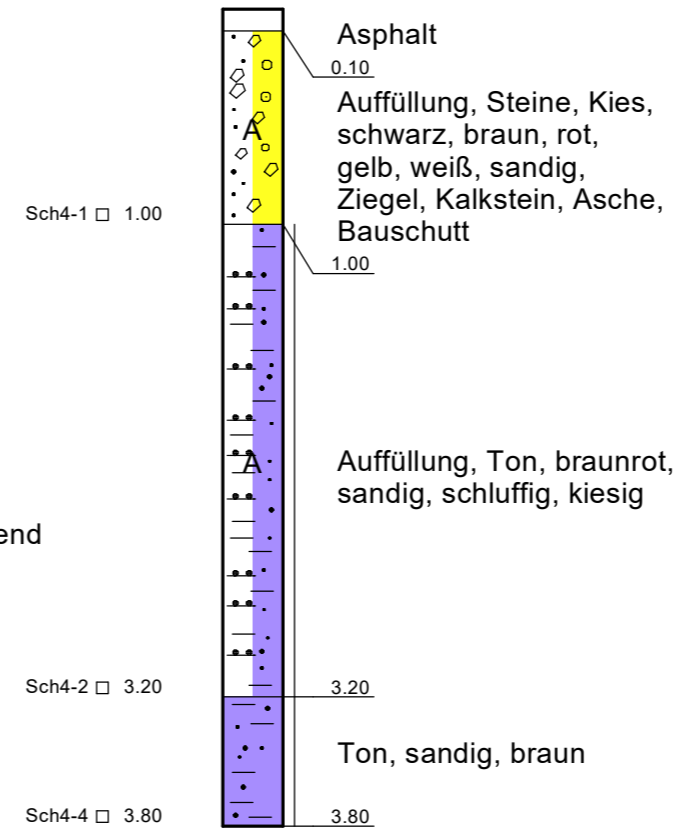 Asphalt
0.10
Auffüllung, Steine, Kies,
schwarz, braun, rot,
gelb, weiß, sandig,
Ziegel, Kalkstein, Asche,
Bauschutt
A
Sch4-1 □ 1.00
1.00
A
Auffüllung, Ton, braunrot,
sandig, schluffig, kiesig
end
Sch4-2 □ 3.20
3.20
Ton, sandig, braun
Sch4-4 □ 3.80
3.80